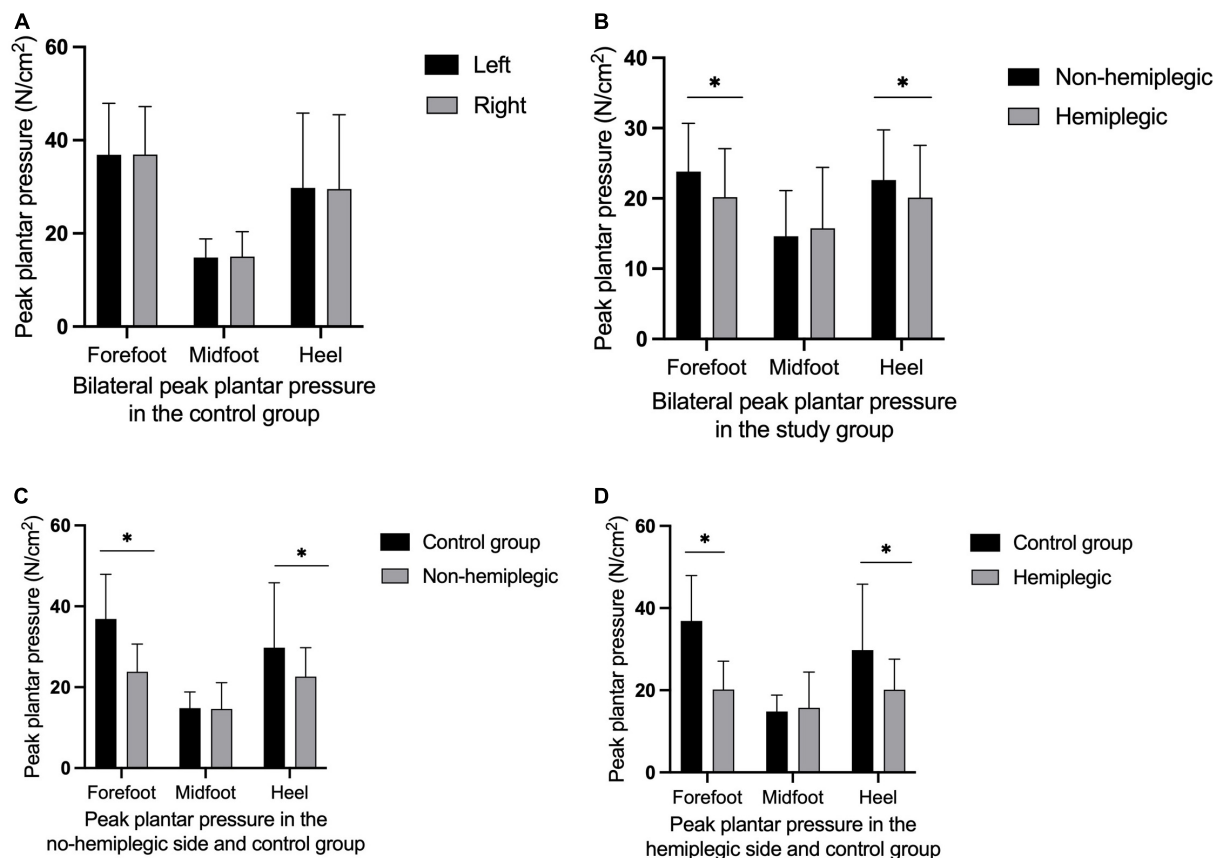 A
Peak plantar pressure (N/cm²)
60
40
20
0
Forefoot Midfoot Heel
Bilateral peak plantar pressure
in the control group
Left
Right
B
Peak plantar pressure (N/cm²)
40
30
20
10
0
*
*
Forefoot Midfoot Heel
Bilateral peak plantar pressure
in the study group
Non-hemiplegic
Hemiplegic
C
Peak plantar pressure (N/cm²)
60
40
20
0
*
*
Forefoot Midfoot Heel
Peak plantar pressure in the
no-hemiplegic side and control group
Control group
Non-hemiplegic
D
Peak plantar pressure (N/cm²)
60
40
20
0
*
*
Forefoot Midfoot Heel
Peak plantar pressure in the
hemiplegic side and control group
Control group
Hemiplegic